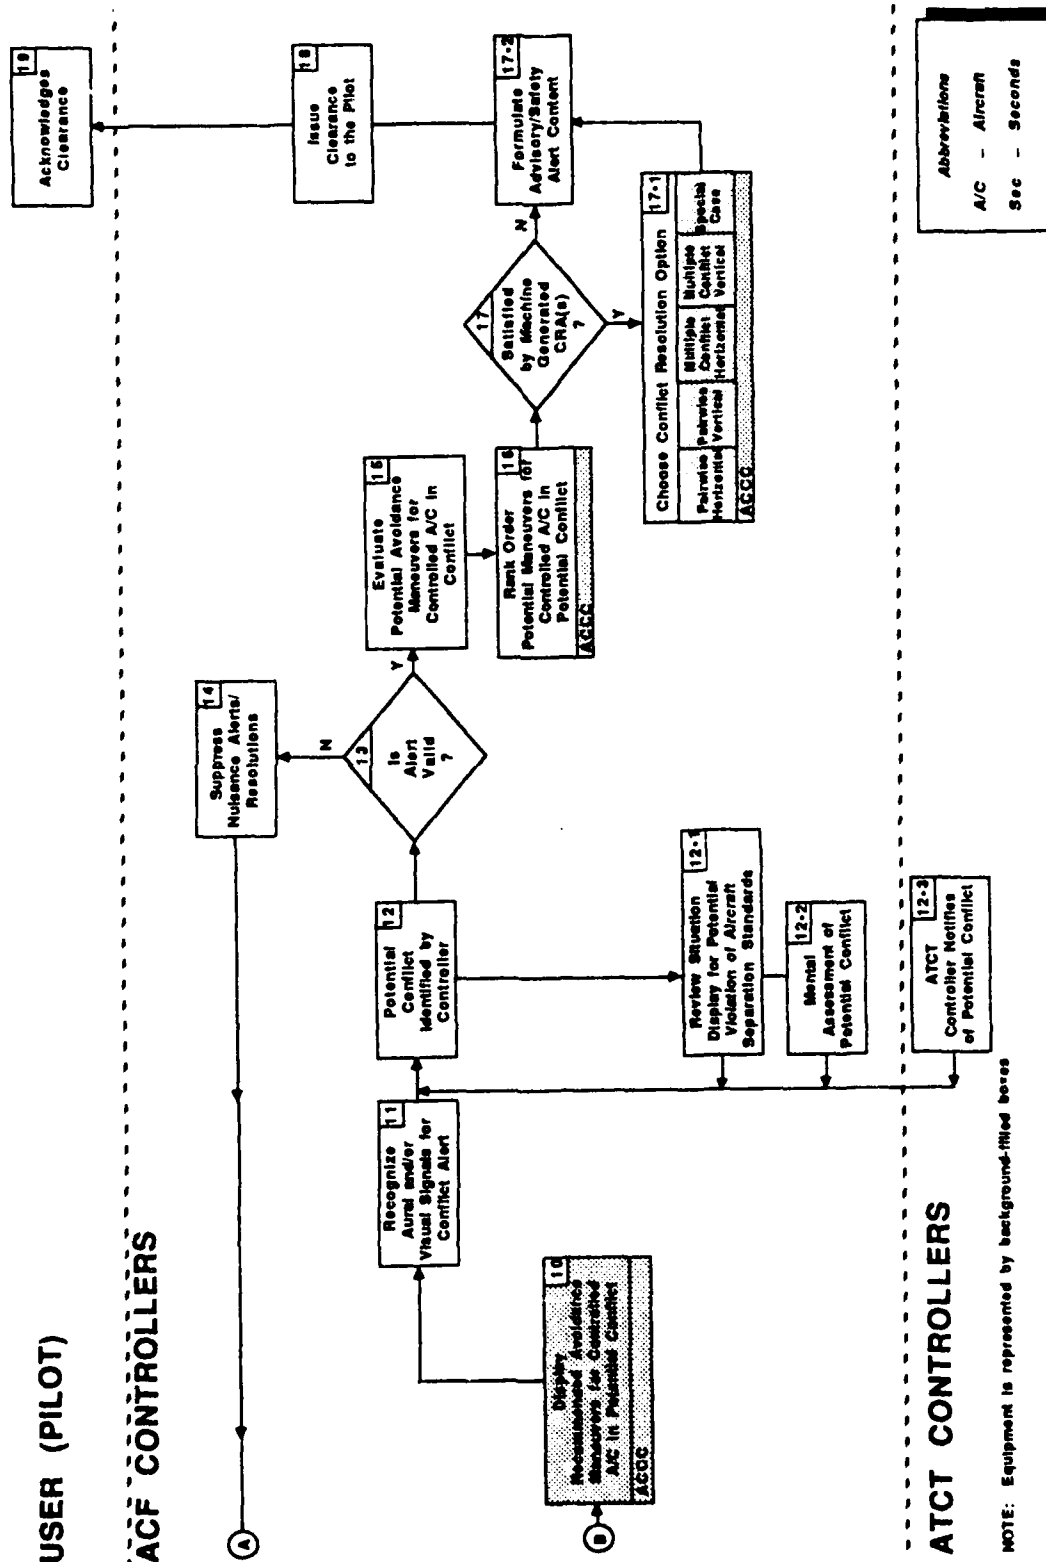 USER (PILOT)
19
Acknowledges
Clearance
ACF CONTROLLERS
A
14
Suppress
Nuisance Alerts/
Resolutions
18
Issue
Clearance
to the Pilot
B
10
Display
Recommended Avoidance
Maneuvers for Controlled
A/C in Potential Conflict
ACCC
11
Recognize
Aural and/or
Visual Signals for
Conflict Alert
12
Potential
Conflict
Identified by
Controller
13
Is
Alert
Valid
?
N
Y
15
Evaluate
Potential Avoidance
Maneuvers for
Controlled A/C in
Conflict
16
Rank Order
Potential Maneuvers for
Controlled A/C in
Potential Conflict
ACCC
17
Satisfied
by Machine
Generated
CRA(s)
?
N
Y
17-2
Formulate
Advisory/Safety
Alert Content
17-1
Choose Conflict Resolution Option
Pairwise
Horizontal
Pairwise
Vertical
Multiple
Conflict
Horizontal
Multiple
Conflict
Vertical
Special
Case
ACCC
12-1
Review Situation
Display for Potential
Violation of Aircraft
Separation Standards
12-2
Mental
Assessment of
Potential Conflict
ATCT CONTROLLERS
12-3
ATCT
Controller Notifies
of Potential Conflict
NOTE: Equipment is represented by background-filled boxes
Abbreviations
A/C - Aircraft
Sec - Seconds